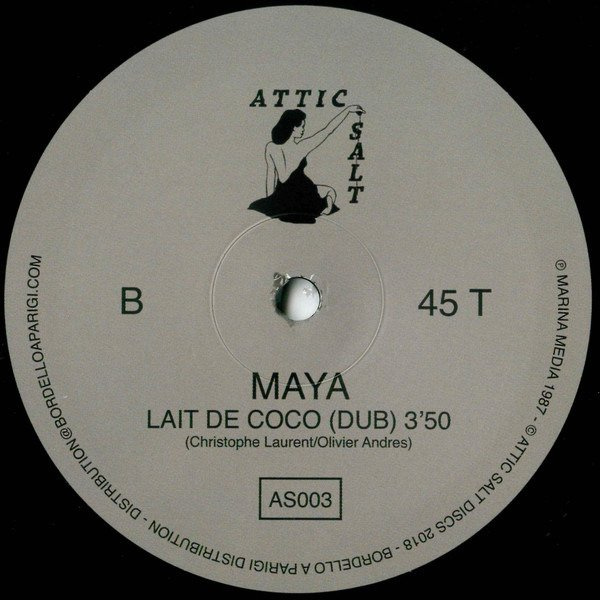 ATTIC
SALT
B
45 T
MAYA
LAIT DE COCO (DUB) 3'50
(Christophe Laurent/Olivier Andres)
AS003
℗ MARINA MEDIA 1987 - © ATTIC SALT DISCS 2018 - BORDELLO A PARIGI DISTRIBUTION - DISTRIBUTION@BORDELLOAPARIGI.COM